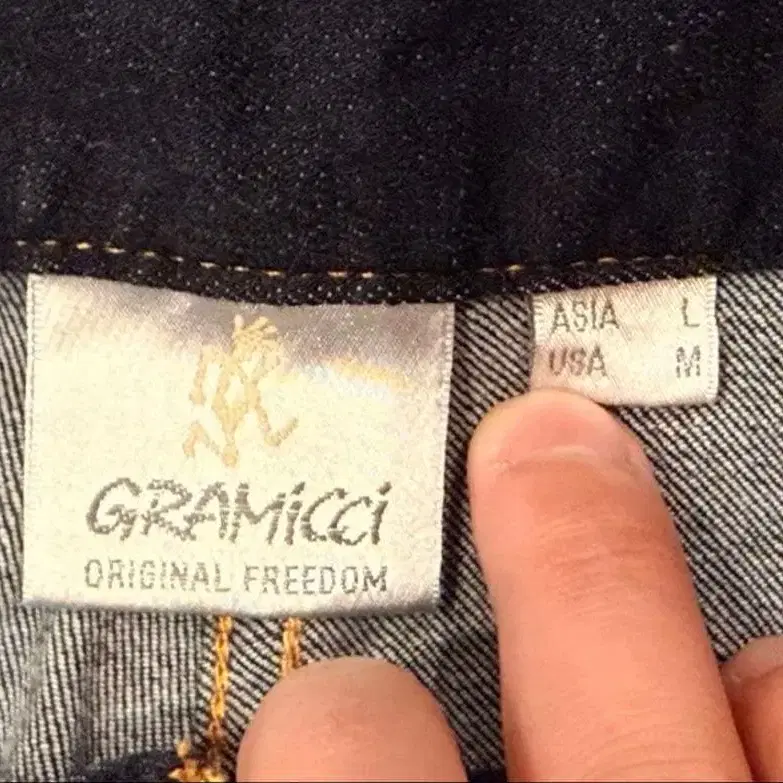 GRAMiCCi
ORIGINAL FREEDOM
ASIA L
USA M